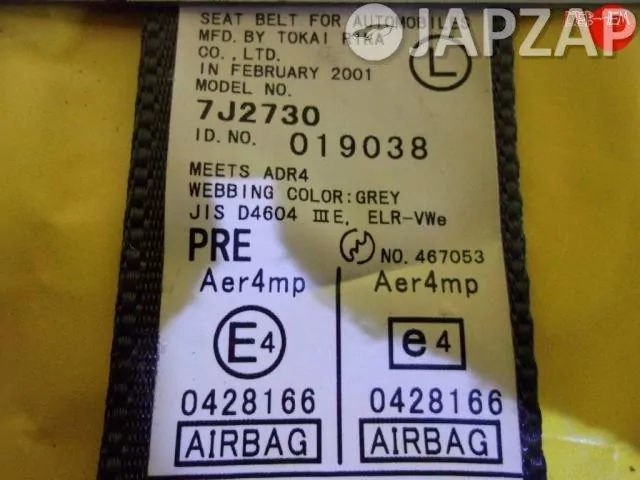 SEAT BELT FOR AUTOMOBILES
MFD. BY TOKAI RIKA
CO., LTD.
IN FEBRUARY 2001
MODEL NO.
7J2730
ID. NO. 019038
L
MEETS ADR4
WEBBING COLOR:GREY
JIS D4604 ⅢE, ELR-VWe
PRE
NO. 467053
Aer4mp
E4
0428166
AIRBAG
Aer4mp
e4
0428166
AIRBAG
JAPZAP